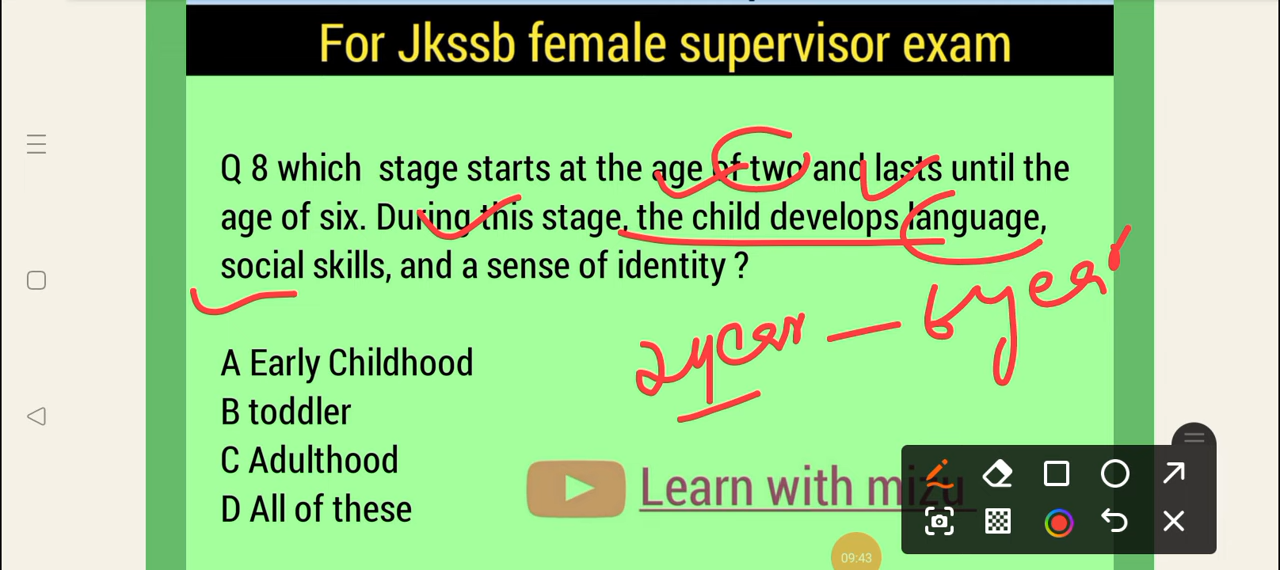 For Jkssb female supervisor exam
Q 8 which stage starts at the age of two and lasts until the
age of six. During this stage, the child develops language,
social skills, and a sense of identity ?
2year — 6year
A Early Childhood
B toddler
C Adulthood
D All of these
Learn with mizu
09:43